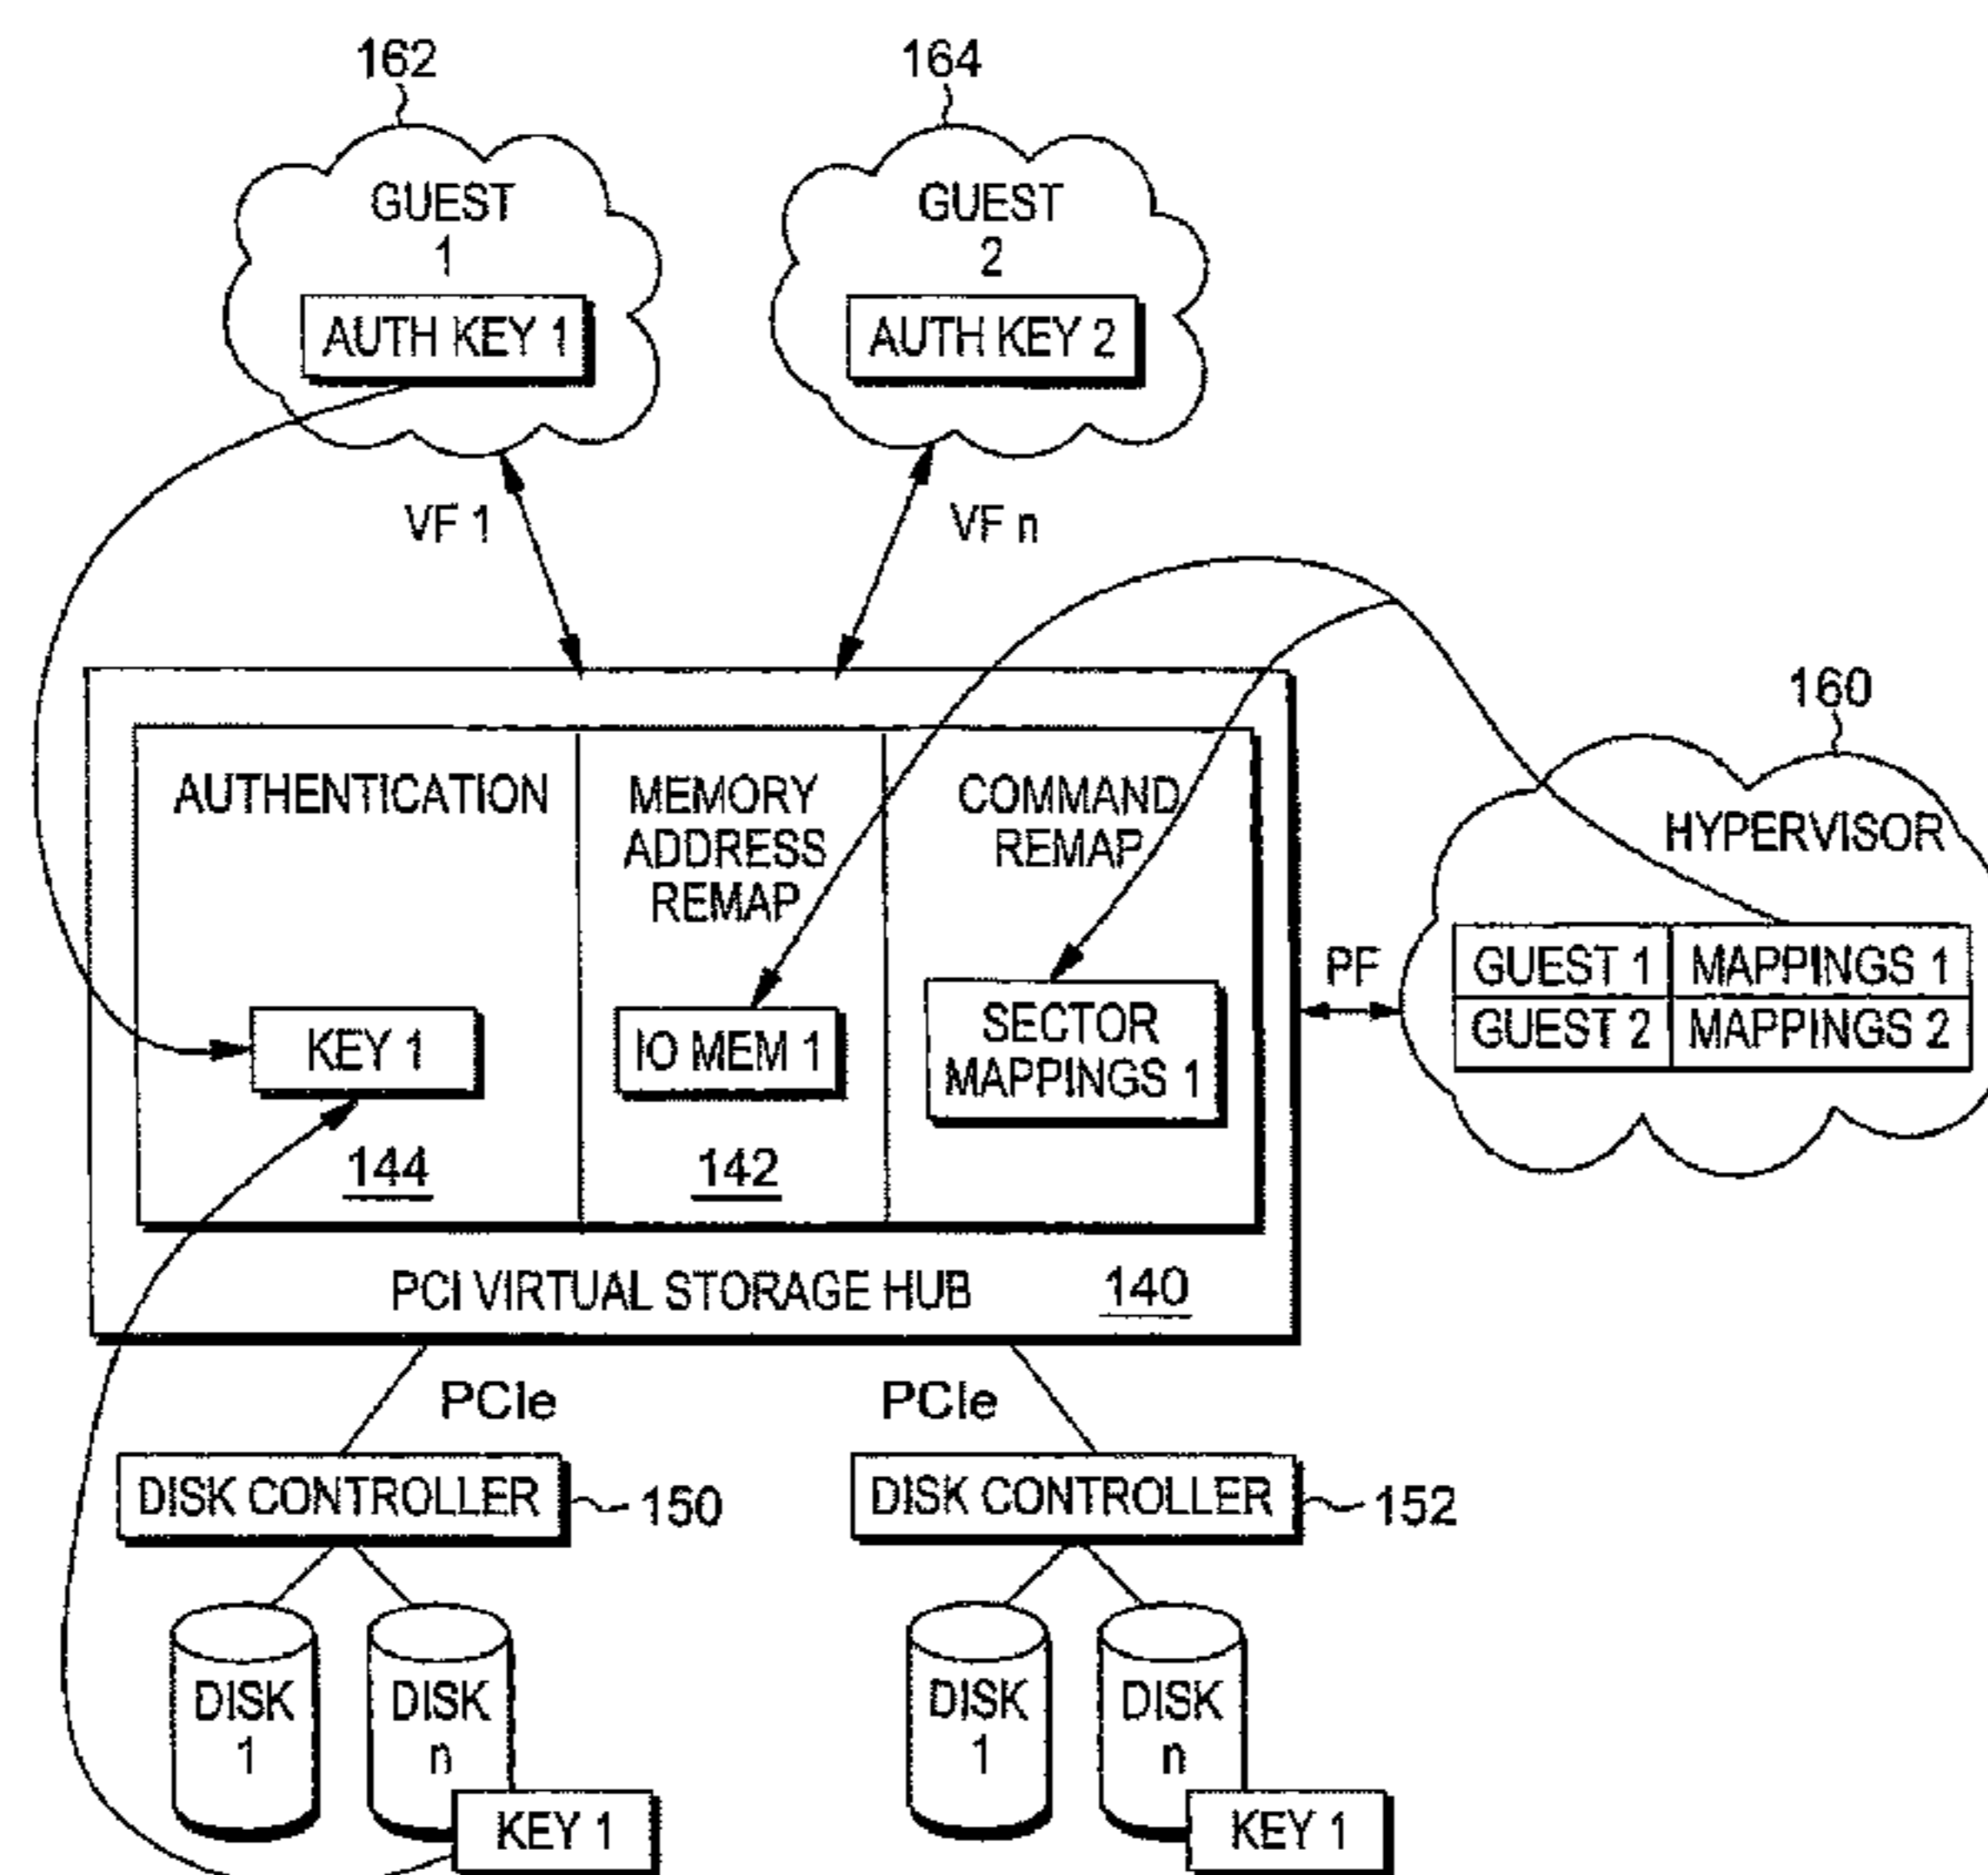 162
164
GUEST
1
AUTH KEY 1
GUEST
2
AUTH KEY 2
VF 1
VF n
160
AUTHENTICATION
MEMORY
ADDRESS
REMAP
COMMAND
REMAP
HYPERVISOR
GUEST 1 MAPPINGS 1
GUEST 2 MAPPINGS 2
PF
KEY 1
IO MEM 1
SECTOR
MAPPINGS 1
144
142
PCI VIRTUAL STORAGE HUB 140
PCIe
PCIe
DISK CONTROLLER
150
DISK CONTROLLER
152
DISK
1
DISK
n
KEY 1
DISK
1
DISK
n
KEY 1